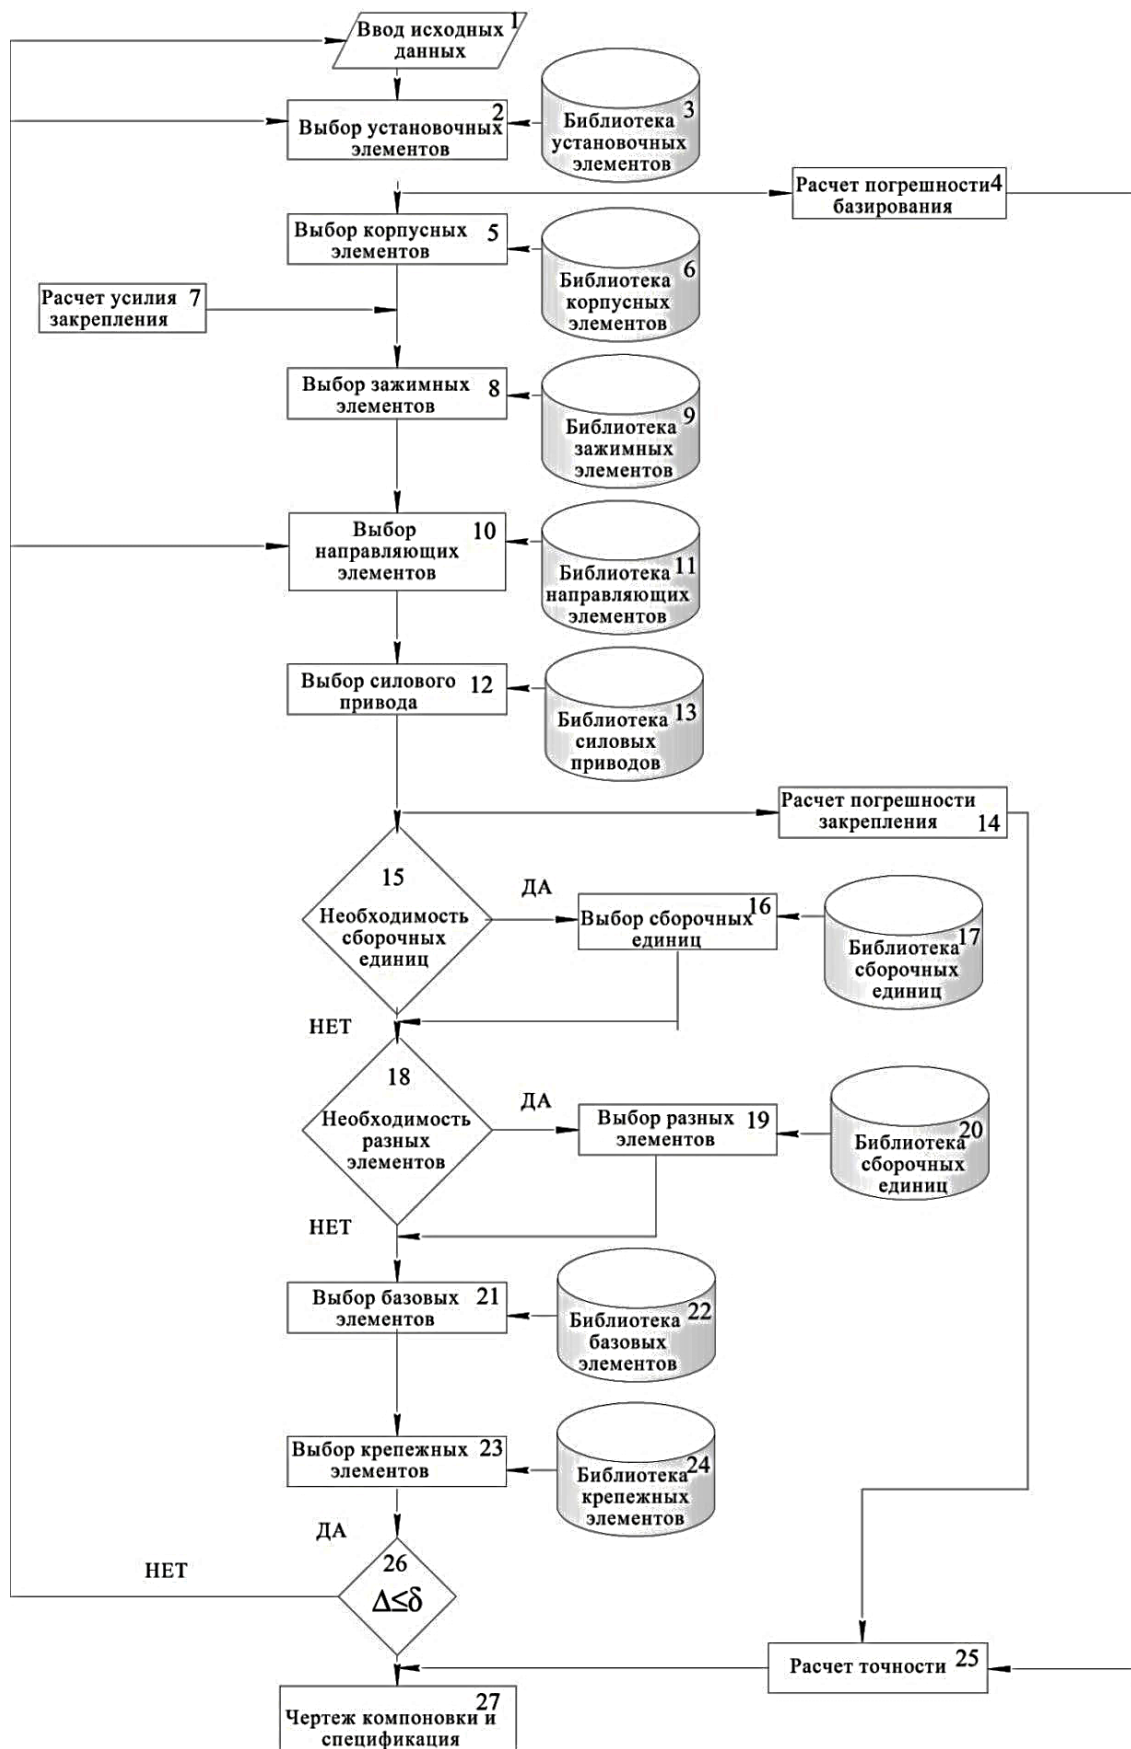 1
Ввод исходных
данных
2
Выбор установочных
элементов
3
Библиотека
установочных
элементов
Расчет погрешности 4
базирования
Выбор корпусных
5
элементов
6
Библиотека
корпусных
элементов
Расчет усилия 7
закрепления
Выбор зажимных
8
элементов
9
Библиотека
зажимных
элементов
Выбор
10
направляющих
элементов
11
Библиотека
направляющих
элементов
Выбор силового
12
привода
13
Библиотека
силовых
приводов
Расчет погрешности
закрепления
14
15
Необходимость
сборочных
единиц
ДА
16
Выбор сборочных
единиц
17
Библиотека
сборочных
единиц
НЕТ
18
Необходимость
разных
элементов
ДА
Выбор разных 19
элементов
20
Библиотека
сборочных
единиц
НЕТ
Выбор базовых 21
элементов
22
Библиотека
базовых
элементов
Выбор крепежных 23
элементов
24
Библиотека
крепежных
элементов
ДА
НЕТ
26
Δ≤δ
Расчет точности 25
27
Чертеж компоновки и
спецификация